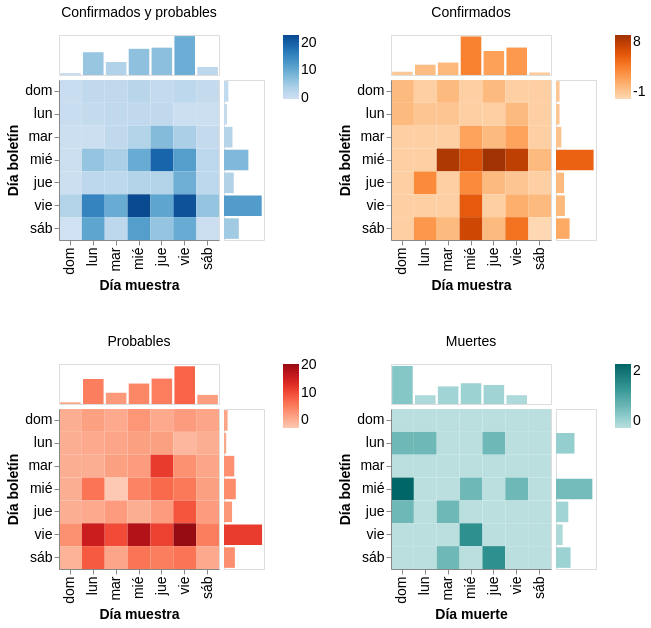 Confirmados y probables
20
10
0
dom
lun
mar
mié
jue
vie
sáb
Día boletín
dom
lun
mar
mié
jue
vie
sáb
Día muestra
Confirmados
8
-1
dom
lun
mar
mié
jue
vie
sáb
Día boletín
dom
lun
mar
mié
jue
vie
sáb
Día muestra
Probables
20
10
0
dom
lun
mar
mié
jue
vie
sáb
Día boletín
dom
lun
mar
mié
jue
vie
sáb
Día muestra
Muertes
2
0
dom
lun
mar
mié
jue
vie
sáb
Día boletín
dom
lun
mar
mié
jue
vie
sáb
Día muerte